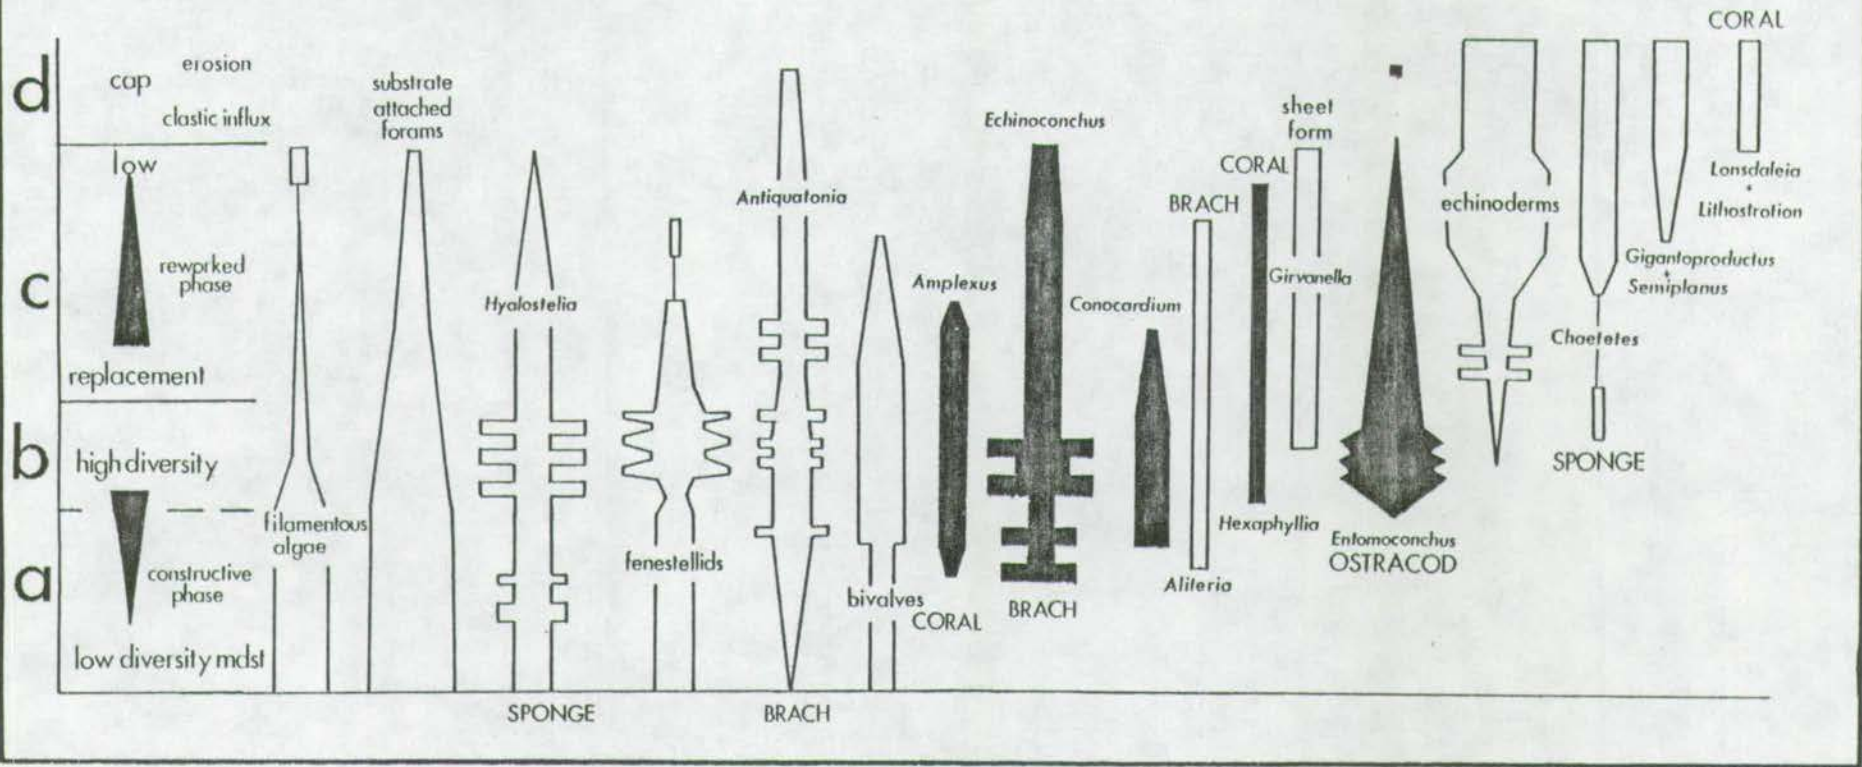 d
cap
erosion
clastic influx
low
c
rewprked
phase
replacement
b
high diversity
a
constructive
phase
low diversity mdst
filamentous
algae
substrate
attached
forams
Hyalostelia
SPONGE
fenestellids
Antiquatonia
BRACH
bivalves
Amplexus
CORAL
Echinoconchus
BRACH
Conocardium
BRACH
Aliteria
CORAL
Hexaphyllia
sheet
form
Girvanella
Entomoconchus
OSTRACOD
echinoderms
Chaetetes
SPONGE
Gigantoproductus
+
Semiplanus
CORAL
Lonsdaleia
+
Lithostrotion